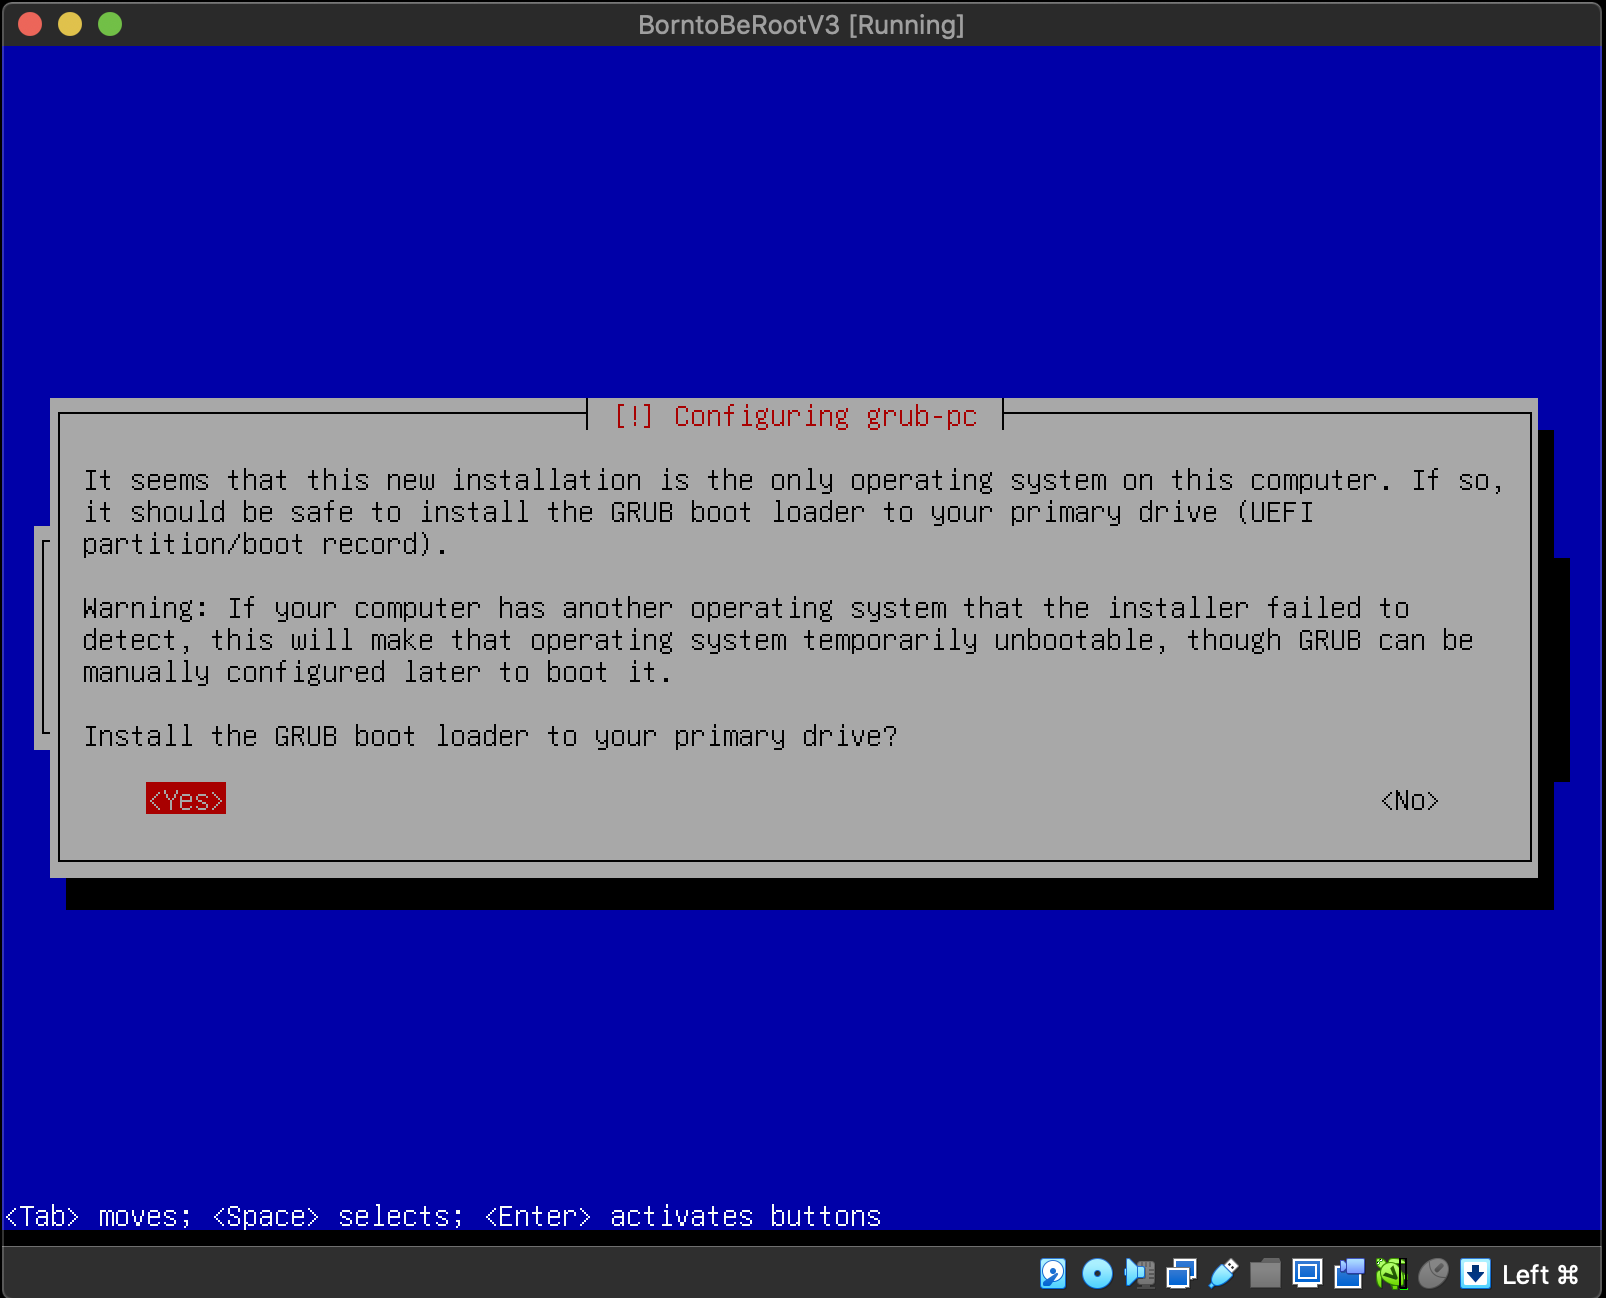 BorntoBeRootV3 [Running]
[!] Configuring grub-pc
It seems that this new installation is the only operating system on this computer. If so,
it should be safe to install the GRUB boot loader to your primary drive (UEFI
partition/boot record).
Warning: If your computer has another operating system that the installer failed to
detect, this will make that operating system temporarily unbootable, though GRUB can be
manually configured later to boot it.
Install the GRUB boot loader to your primary drive?
<Yes> <No>
<Tab> moves; <Space> selects; <Enter> activates buttons
Left ⌘